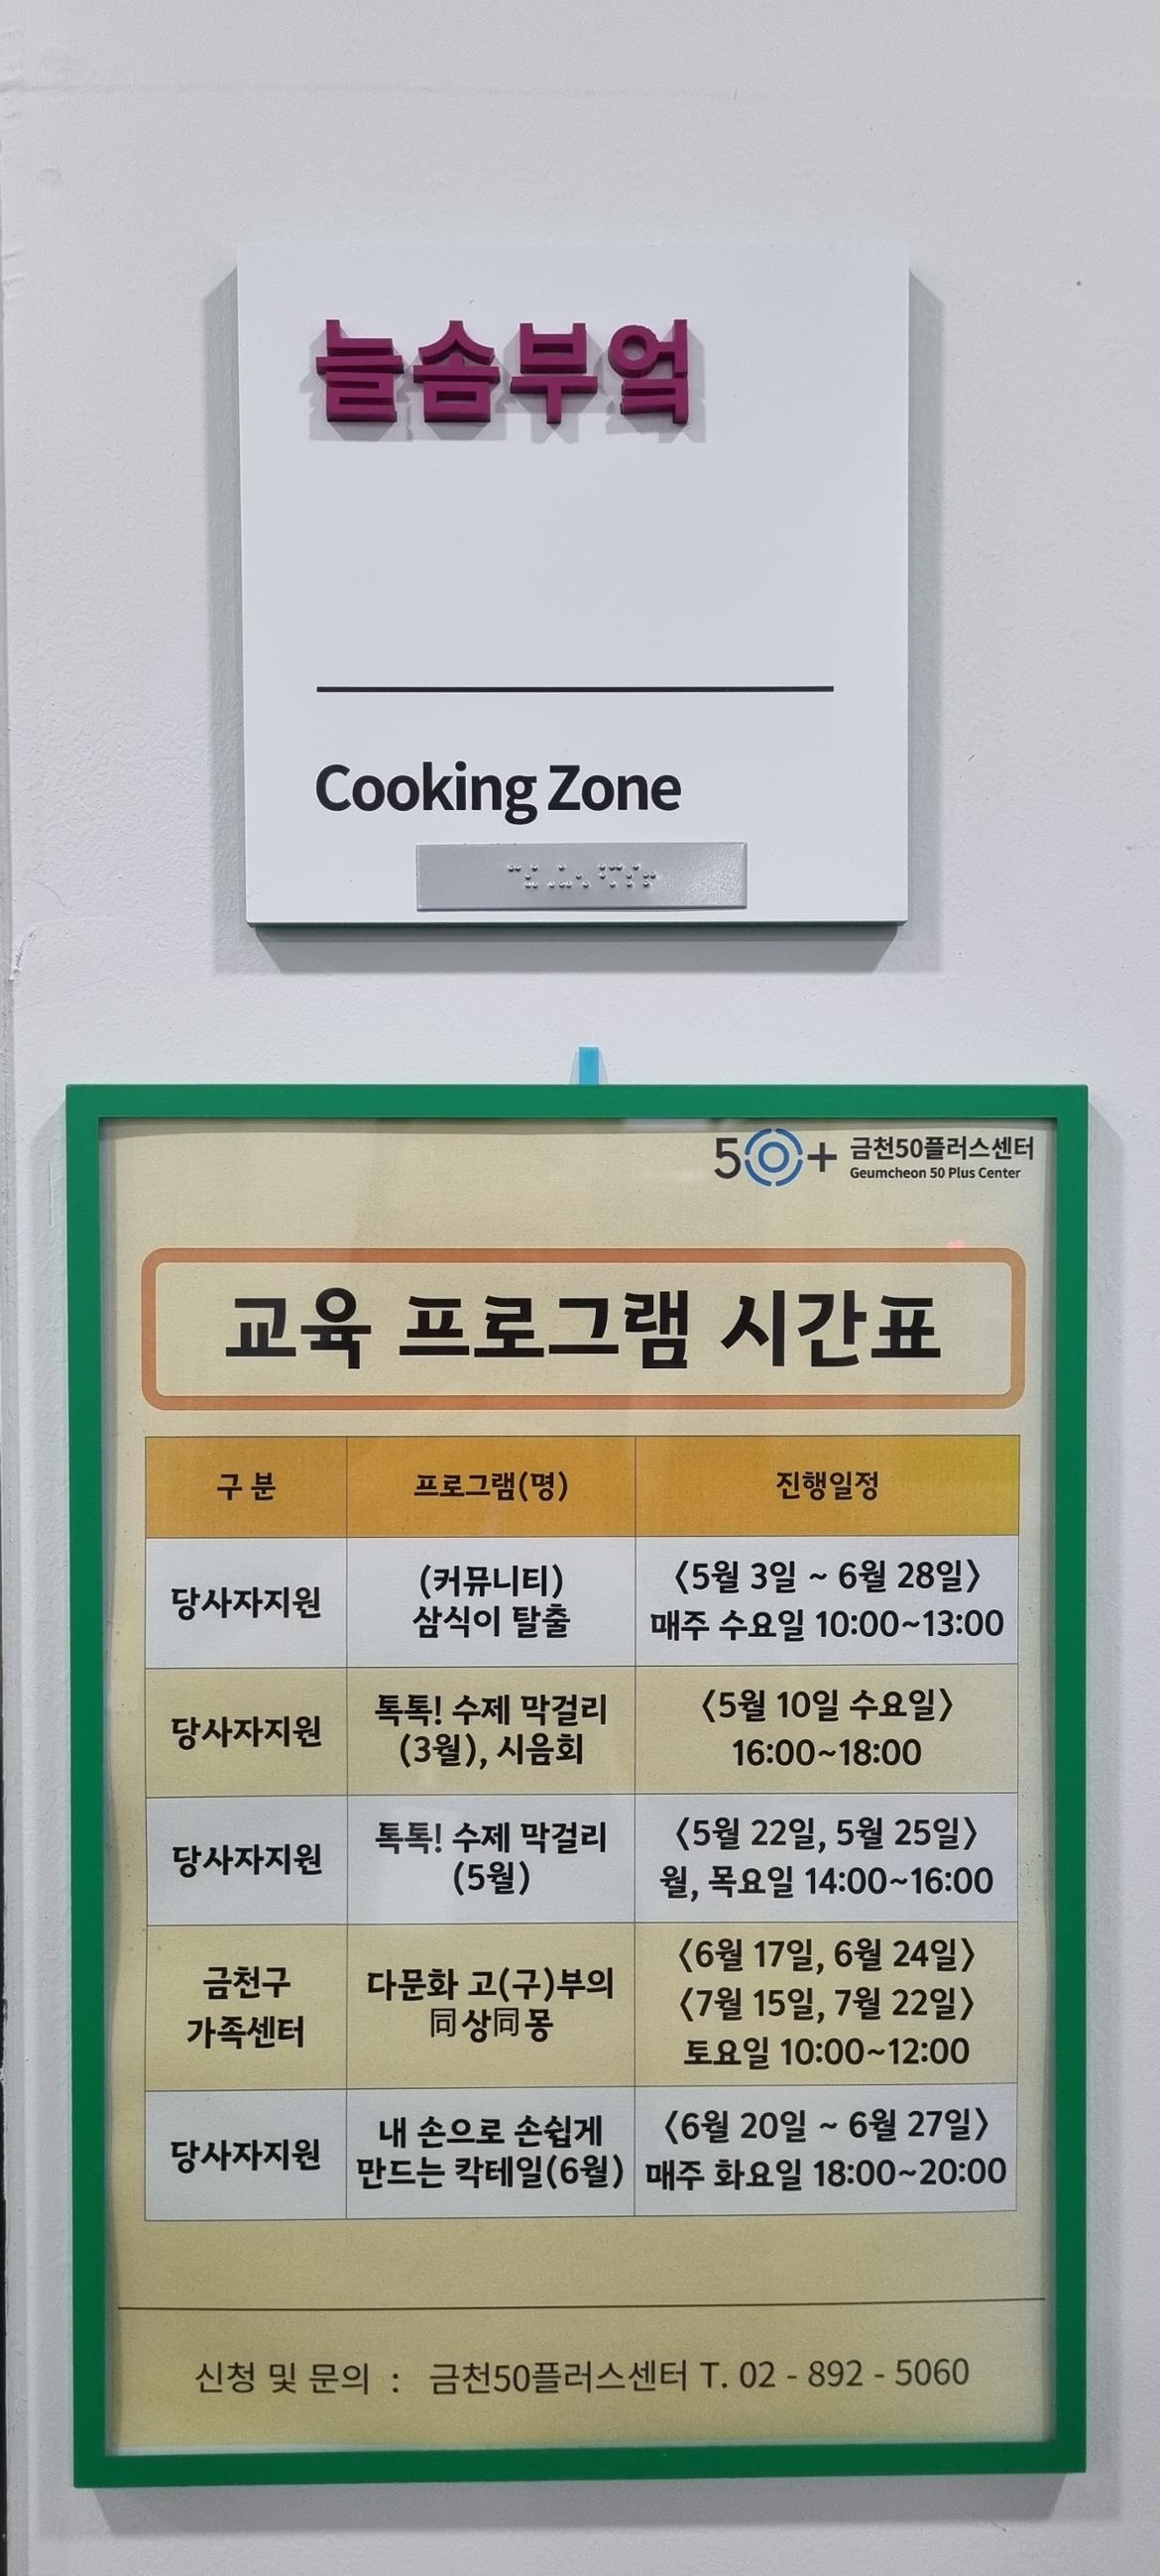 늘솜부엌
Cooking Zone
50+ 금천50플러스센터
Geumcheon 50 Plus Center
교육 프로그램 시간표
구 분 프로그램(명) 진행일정
당사자지원
(커뮤니티)
삼식이 탈출
〈5월 3일 ~ 6월 28일〉
매주 수요일 10:00~13:00
당사자지원
톡톡! 수제 막걸리
(3월), 시음회
〈5월 10일 수요일〉
16:00~18:00
당사자지원
톡톡! 수제 막걸리
(5월)
〈5월 22일, 5월 25일〉
월, 목요일 14:00~16:00
금천구
가족센터
다문화 고(구)부의
同상同몽
〈6월 17일, 6월 24일〉
〈7월 15일, 7월 22일〉
토요일 10:00~12:00
당사자지원
내 손으로 손쉽게
만드는 칵테일(6월)
〈6월 20일 ~ 6월 27일〉
매주 화요일 18:00~20:00
신청 및 문의 : 금천50플러스센터 T. 02 - 892 - 5060